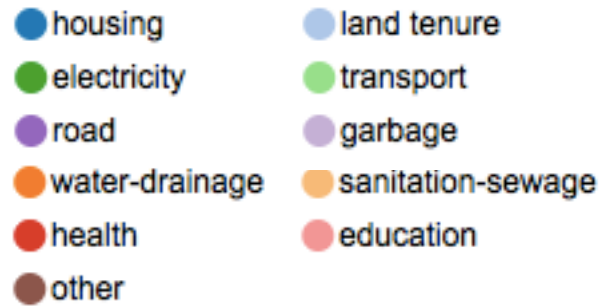 housing land tenure
electricity transport
road garbage
water-drainage sanitation-sewage
health education
other